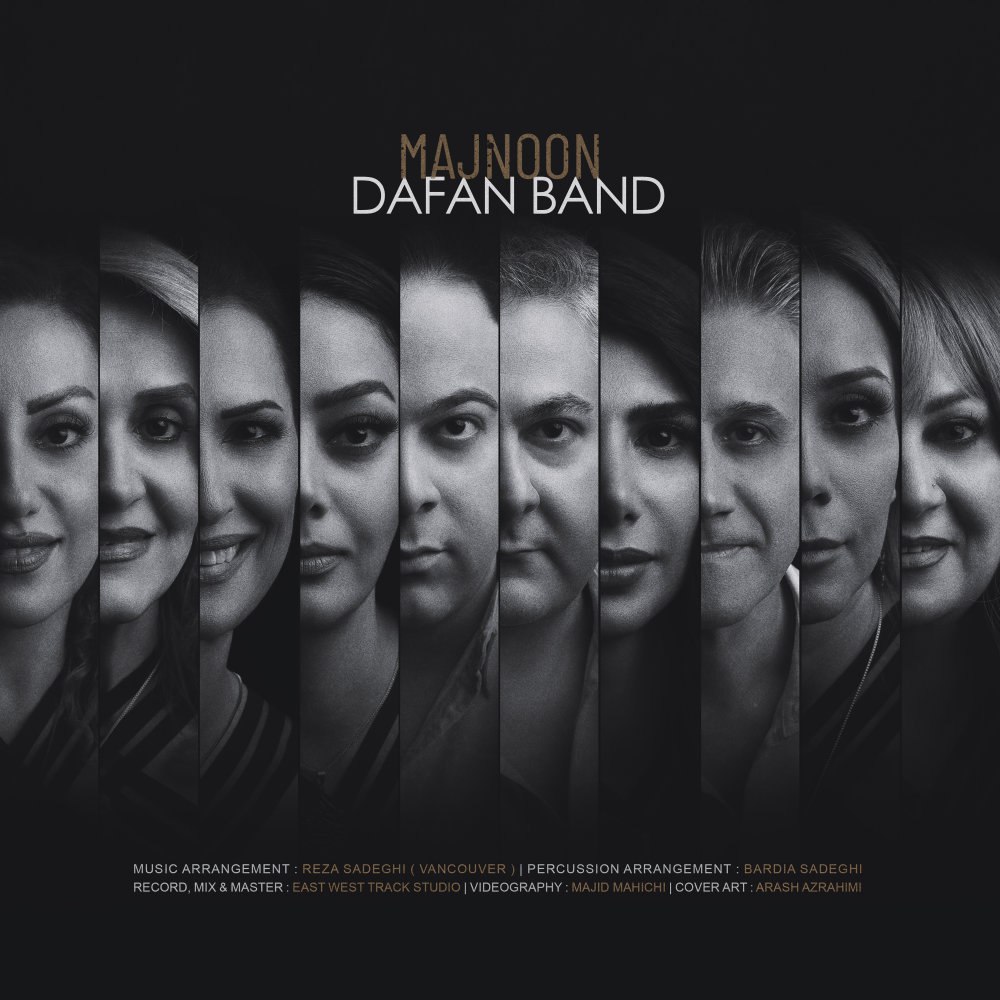 MAJNOON
DAFAN BAND
MUSIC ARRANGEMENT : REZA SADEGHI ( VANCOUVER ) | PERCUSSION ARRANGEMENT : BARDIA SADEGHI
RECORD, MIX & MASTER : EAST WEST TRACK STUDIO | VIDEOGRAPHY : MAJID MAHICHI | COVER ART : ARASH AZRAHIMI